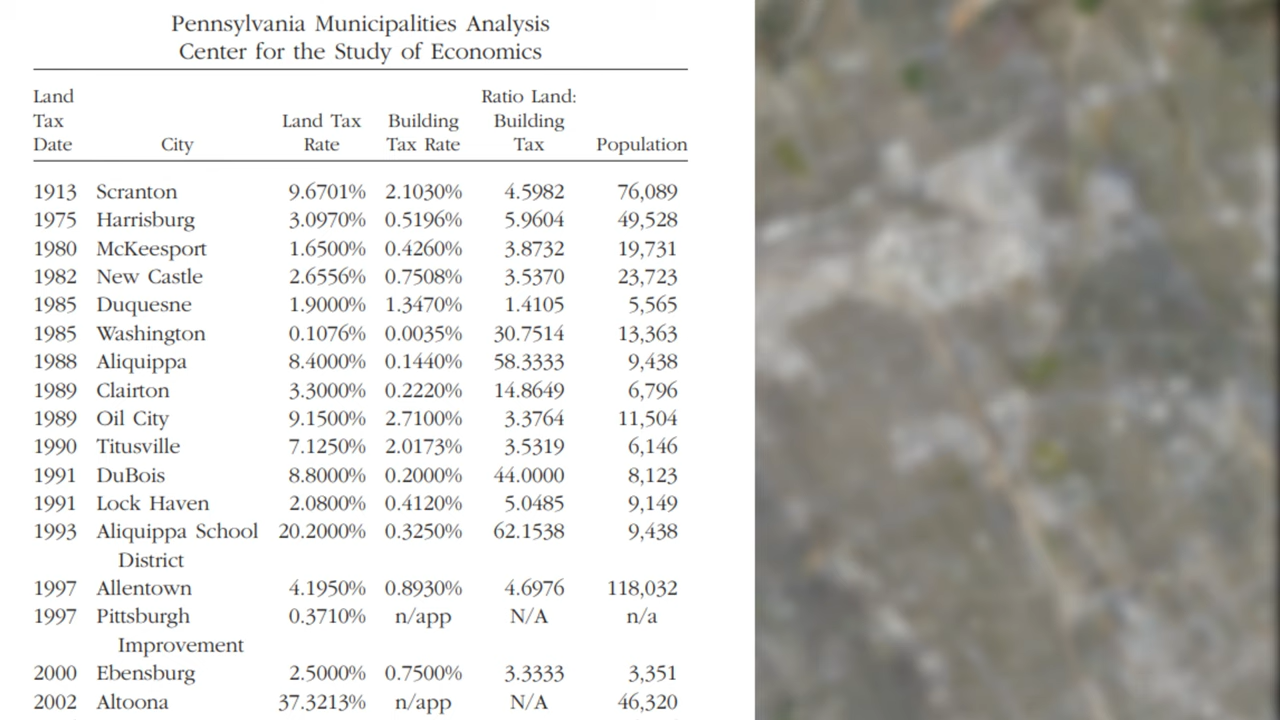 Pennsylvania Municipalities Analysis
Center for the Study of Economics
Land
Tax
Date
City
Land Tax
Rate
Building
Tax Rate
Ratio Land:
Building
Tax
Population
1913 Scranton 9.6701% 2.1030% 4.5982 76,089
1975 Harrisburg 3.0970% 0.5196% 5.9604 49,528
1980 McKeesport 1.6500% 0.4260% 3.8732 19,731
1982 New Castle 2.6556% 0.7508% 3.5370 23,723
1985 Duquesne 1.9000% 1.3470% 1.4105 5,565
1985 Washington 0.1076% 0.0035% 30.7514 13,363
1988 Aliquippa 8.4000% 0.1440% 58.3333 9,438
1989 Clairton 3.3000% 0.2220% 14.8649 6,796
1989 Oil City 9.1500% 2.7100% 3.3764 11,504
1990 Titusville 7.1250% 2.0173% 3.5319 6,146
1991 DuBois 8.8000% 0.2000% 44.0000 8,123
1991 Lock Haven 2.0800% 0.4120% 5.0485 9,149
1993 Aliquippa School 20.2000% 0.3250% 62.1538 9,438
District
1997 Allentown 4.1950% 0.8930% 4.6976 118,032
1997 Pittsburgh 0.3710% n/app N/A n/a
Improvement
2000 Ebensburg 2.5000% 0.7500% 3.3333 3,351
2002 Altoona 37.3213% n/app N/A 46,320